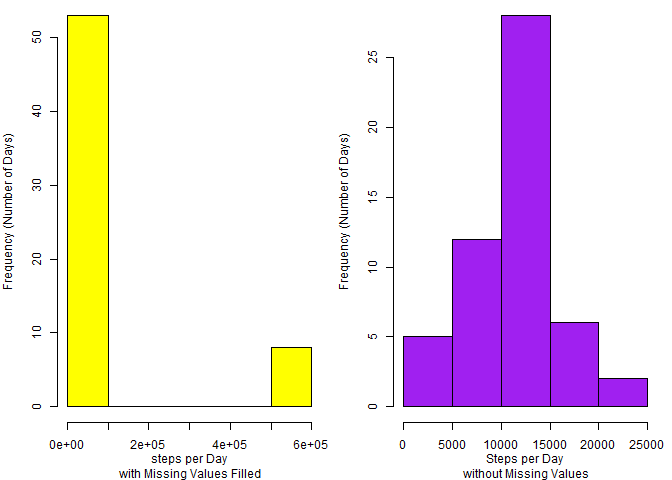 Frequency (Number of Days)
50
40
30
20
10
0
0e+00 2e+05 4e+05 6e+05
steps per Day
with Missing Values Filled
Frequency (Number of Days)
25
20
15
10
5
0
0 5000 10000 15000 20000 25000
Steps per Day
without Missing Values